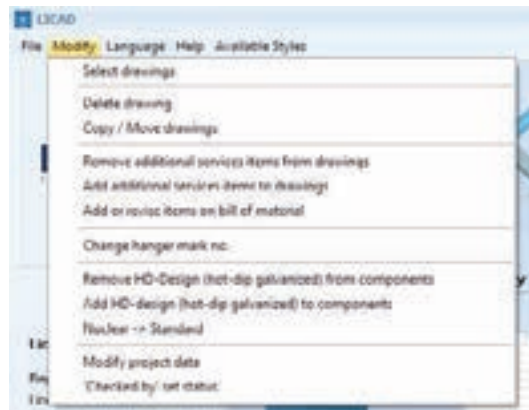 LICAD
File Modify Language Help Available Styles
Select drawings
Delete drawing
Copy / Move drawings
Remove additional services items from drawings
Add additional services items to drawings
Add or revise items on bill of material
Change hanger mark no.
Remove HD-Design (hot-dip galvanized) from components
Add HD-design (hot-dip galvanized) to components
Nuclear -> Standard
Modify project data
'Checked by' set status